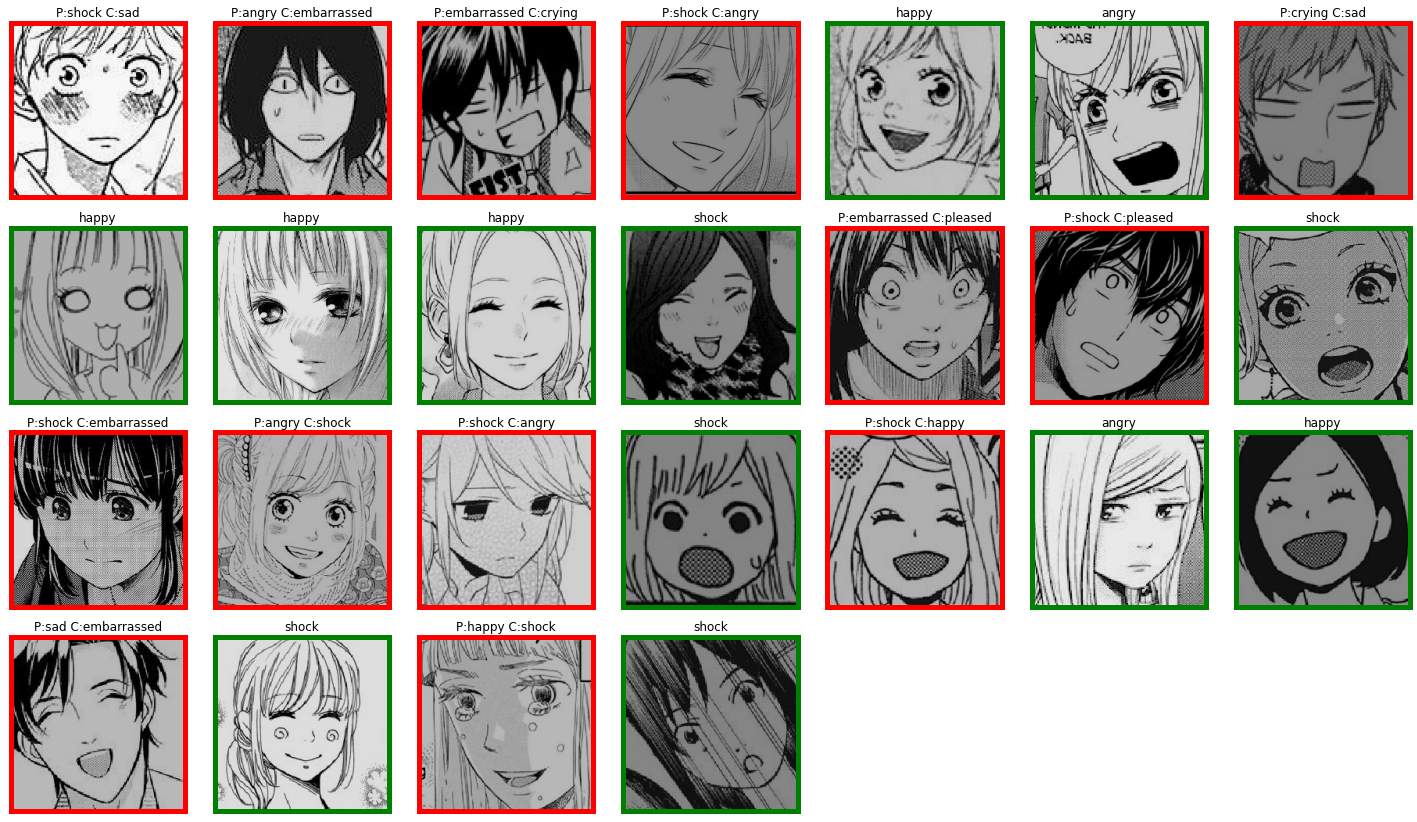 P:shock C:sad
P:angry C:embarrassed
P:embarrassed C:crying
P:shock C:angry
happy
angry
P:crying C:sad
BACK.
FIST
happy
happy
happy
shock
P:embarrassed C:pleased
P:shock C:pleased
shock
P:shock C:embarrassed
P:angry C:shock
P:shock C:angry
shock
P:shock C:happy
angry
happy
P:sad C:embarrassed
shock
P:happy C:shock
shock